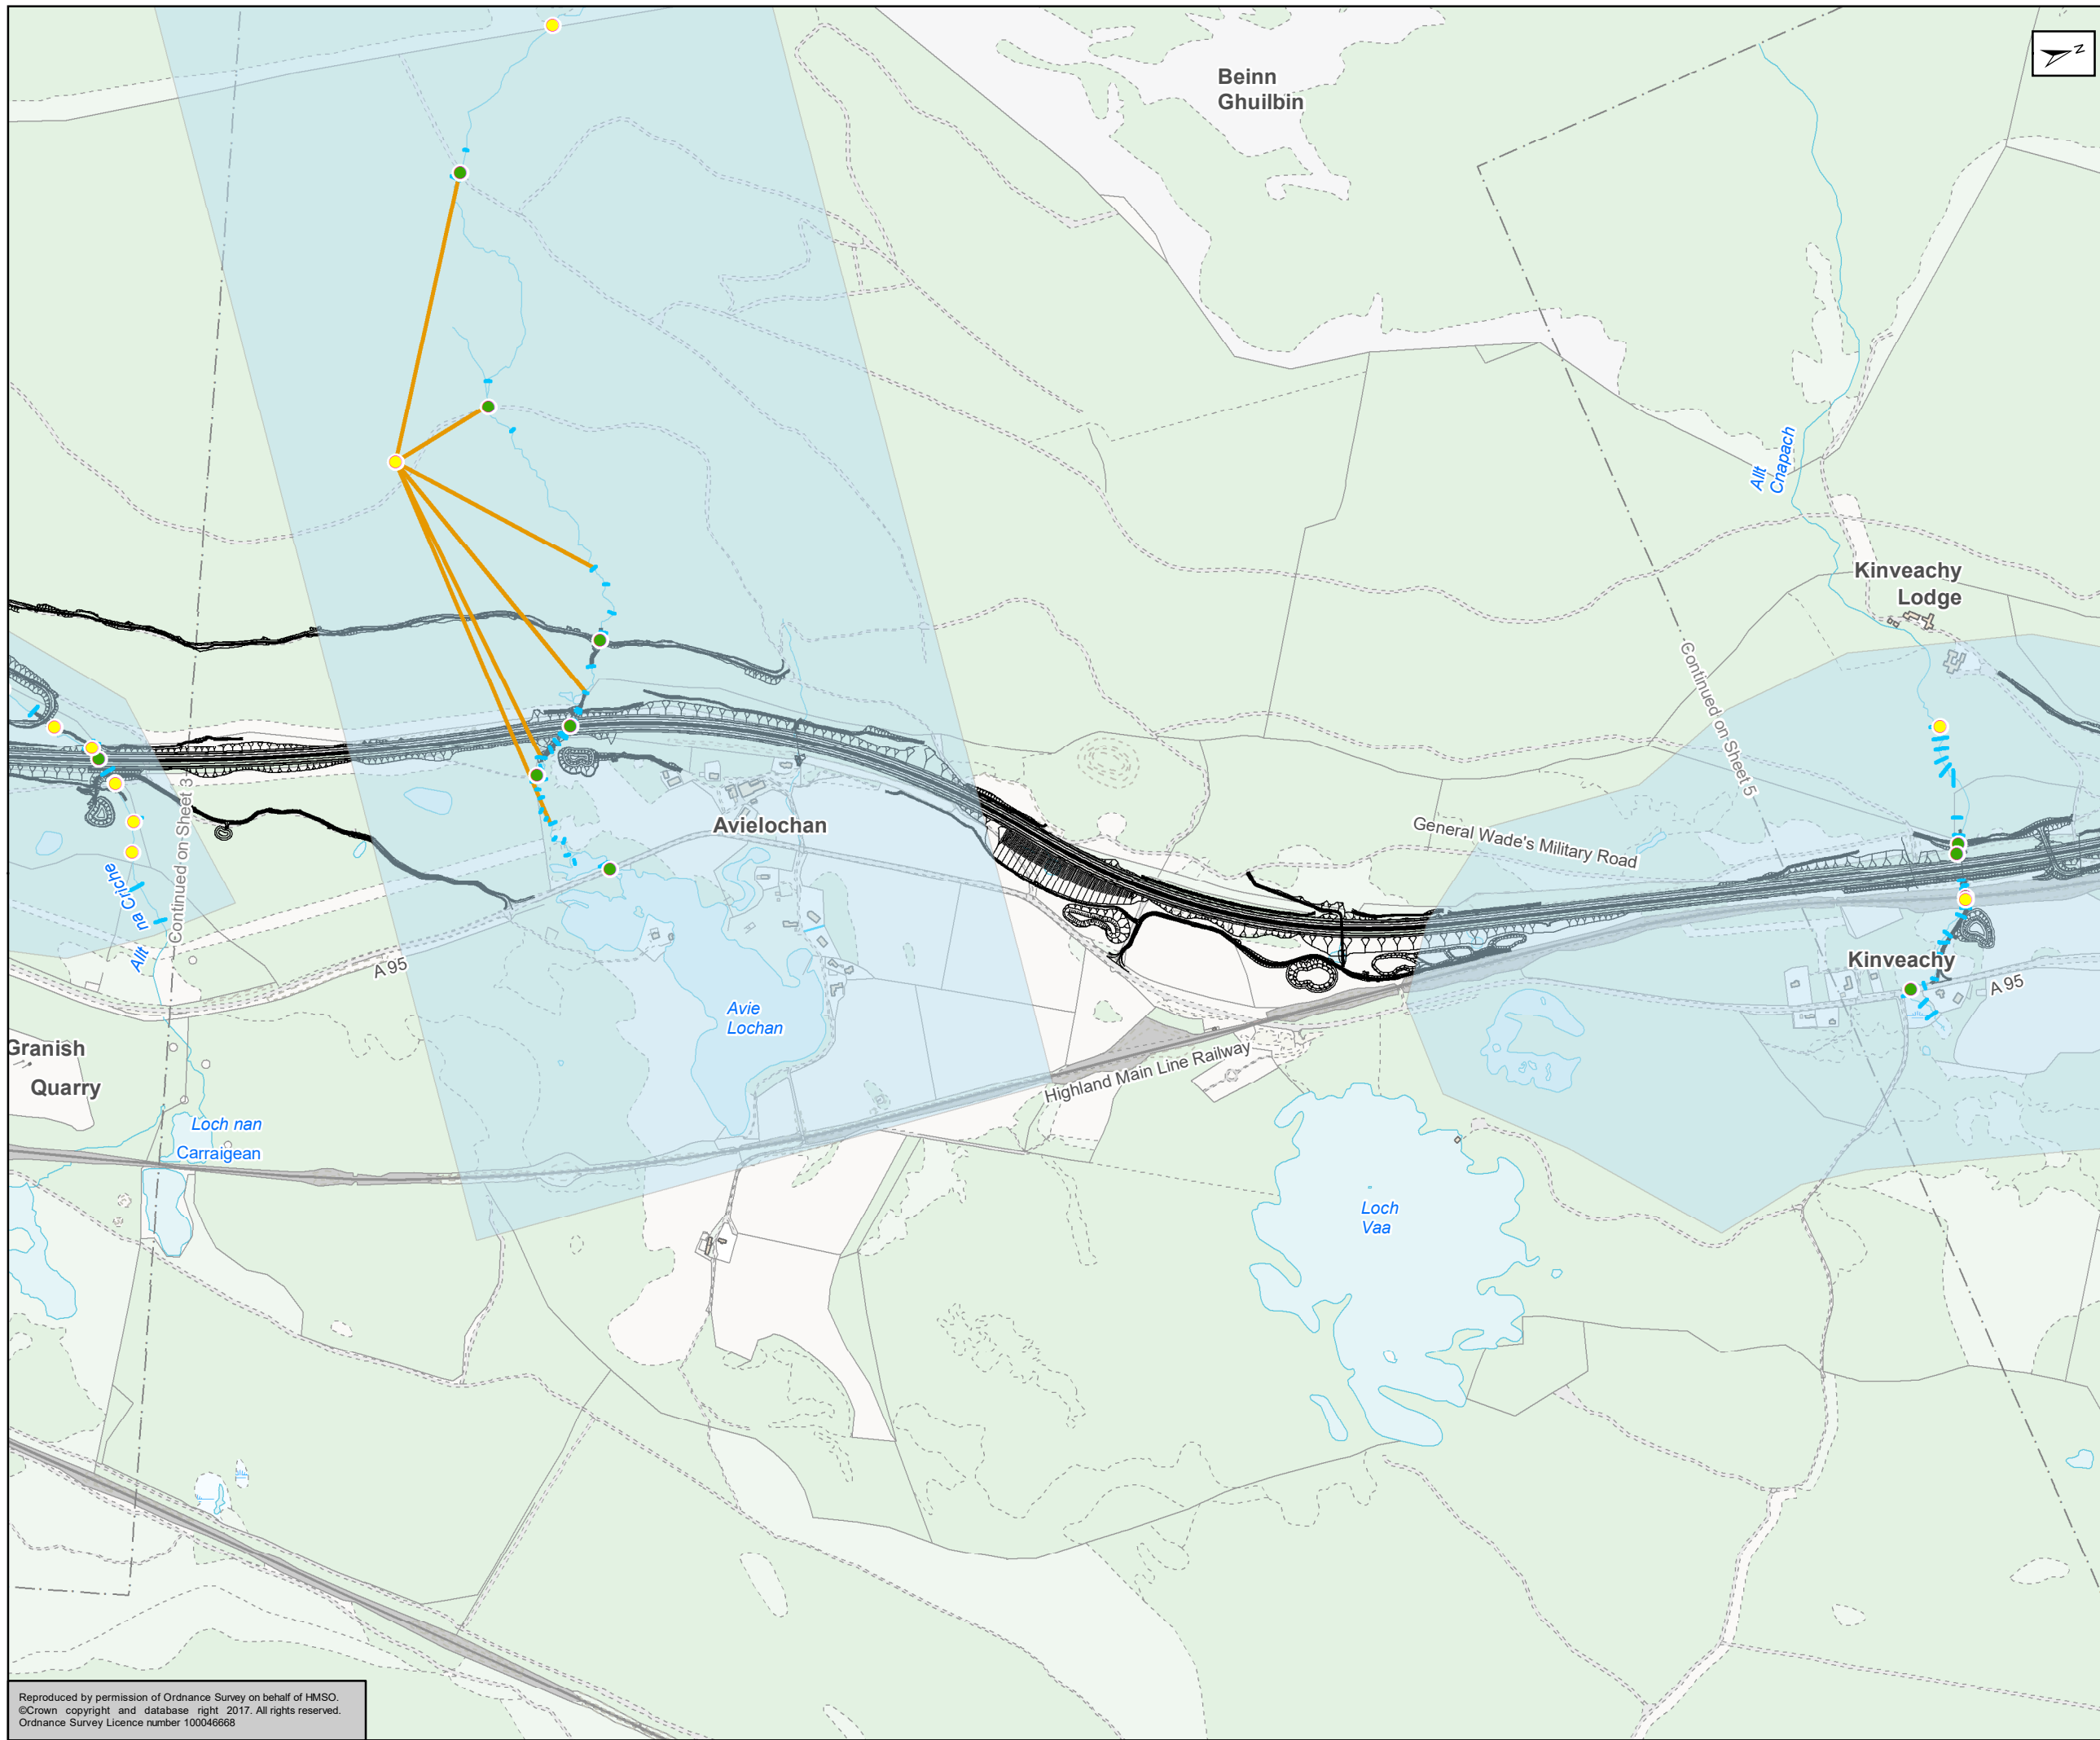 Beinn
Ghuilbin
N
Allt
Cnapach
Kinveachy
Lodge
Continued on Sheet 5
Continued on Sheet 3
Avielochan
General Wade's Military Road
Allt na Criche
A 95
Kinveachy
A 95
Avie
Lochan
Granish
Quarry
Highland Main Line Railway
Loch nan
Carraigean
Loch
Vaa
Reproduced by permission of Ordnance Survey on behalf of HMSO.
©Crown copyright and database right 2017. All rights reserved.
Ordnance Survey Licence number 100046668